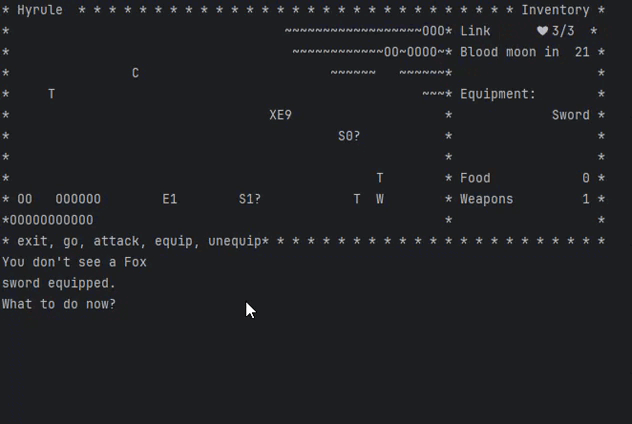 * Hyrule  * * * * * * * * * * * * * * * * * * * * * * * * * * * * * Inventory *
*                                    ~~~~~~~~~~~~~~~~~~OOO* Link      ♥3/3  *
*                                     ~~~~~~~~~~~~OO~OOOO~* Blood moon in  21 *
*                C                         ~~~~~~   ~~~~~~*                   *
*     T                                                ~~~* Equipment:        *
*                                  XE9                    *             Sword *
*                                           S0?           *                   *
*                                                         *                   *
*                                                T        * Food            0 *
* OO   OOOOOO        E1        S1?            T  W        * Weapons         1 *
*OOOOOOOOOOO                                              *                   *
* exit, go, attack, equip, unequip* * * * * * * * * * * * * * * * * * * * * * *
You don't see a Fox
sword equipped.
What to do now?